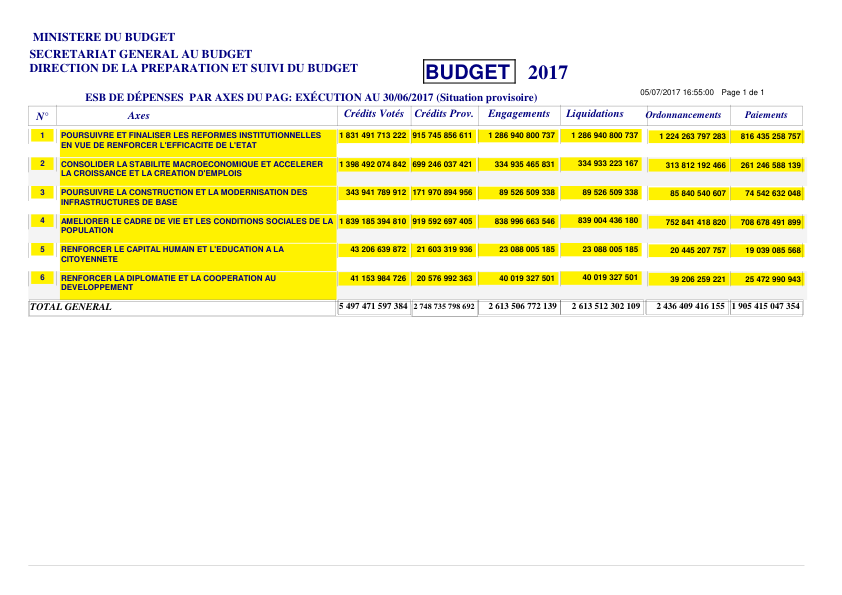 MINISTERE DU BUDGET
SECRETARIAT GENERAL AU BUDGET
DIRECTION DE LA PREPARATION ET SUIVI DU BUDGET
BUDGET 2017
05/07/2017 16:55:00 Page 1 de 1
ESB DE DÉPENSES PAR AXES DU PAG: EXÉCUTION AU 30/06/2017 (Situation provisoire)
N° Axes Crédits Votés Crédits Prov. Engagements Liquidations Ordonnancements Paiements
1 POURSUIVRE ET FINALISER LES REFORMES INSTITUTIONNELLES 1 831 491 713 222 915 745 856 611 1 286 940 800 737 1 286 940 800 737 1 224 263 797 283 816 435 258 757
EN VUE DE RENFORCER L'EFFICACITE DE L'ETAT
2 CONSOLIDER LA STABILITE MACROECONOMIQUE ET ACCELERER 1 398 492 074 842 699 246 037 421 334 935 465 831 334 933 223 167 313 812 192 466 261 246 588 139
LA CROISSANCE ET LA CREATION D'EMPLOIS
3 POURSUIVRE LA CONSTRUCTION ET LA MODERNISATION DES 343 941 789 912 171 970 894 956 89 526 509 338 89 526 509 338 85 840 540 607 74 542 632 048
INFRASTRUCTURES DE BASE
4 AMELIORER LE CADRE DE VIE ET LES CONDITIONS SOCIALES DE LA 1 839 185 394 810 919 592 697 405 838 996 663 546 839 004 436 180 752 841 418 820 708 678 491 899
POPULATION
5 RENFORCER LE CAPITAL HUMAIN ET L'EDUCATION A LA 43 206 639 872 21 603 319 936 23 088 005 185 23 088 005 185 20 445 207 757 19 039 085 568
CITOYENNETE
6 RENFORCER LA DIPLOMATIE ET LA COOPERATION AU 41 153 984 726 20 576 992 363 40 019 327 501 40 019 327 501 39 206 259 221 25 472 990 943
DEVELOPPEMENT
TOTAL GENERAL 5 497 471 597 384 2 748 735 798 692 2 613 506 772 139 2 613 512 302 109 2 436 409 416 155 1 905 415 047 354